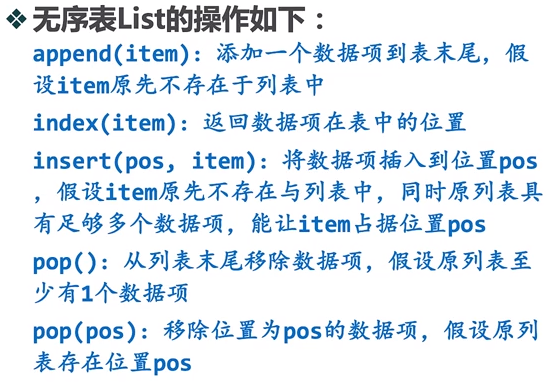 ❖ 无序表List的操作如下：
append(item)：添加一个数据项到表末尾，假
设item原先不存在于列表中
index(item)：返回数据项在表中的位置
insert(pos, item)：将数据项插入到位置pos
，假设item原先不存在与列表中，同时原列表具
有足够多个数据项，能让item占据位置pos
pop()：从列表末尾移除数据项，假设原列表至
少有1个数据项
pop(pos)：移除位置为pos的数据项，假设原列
表存在位置pos